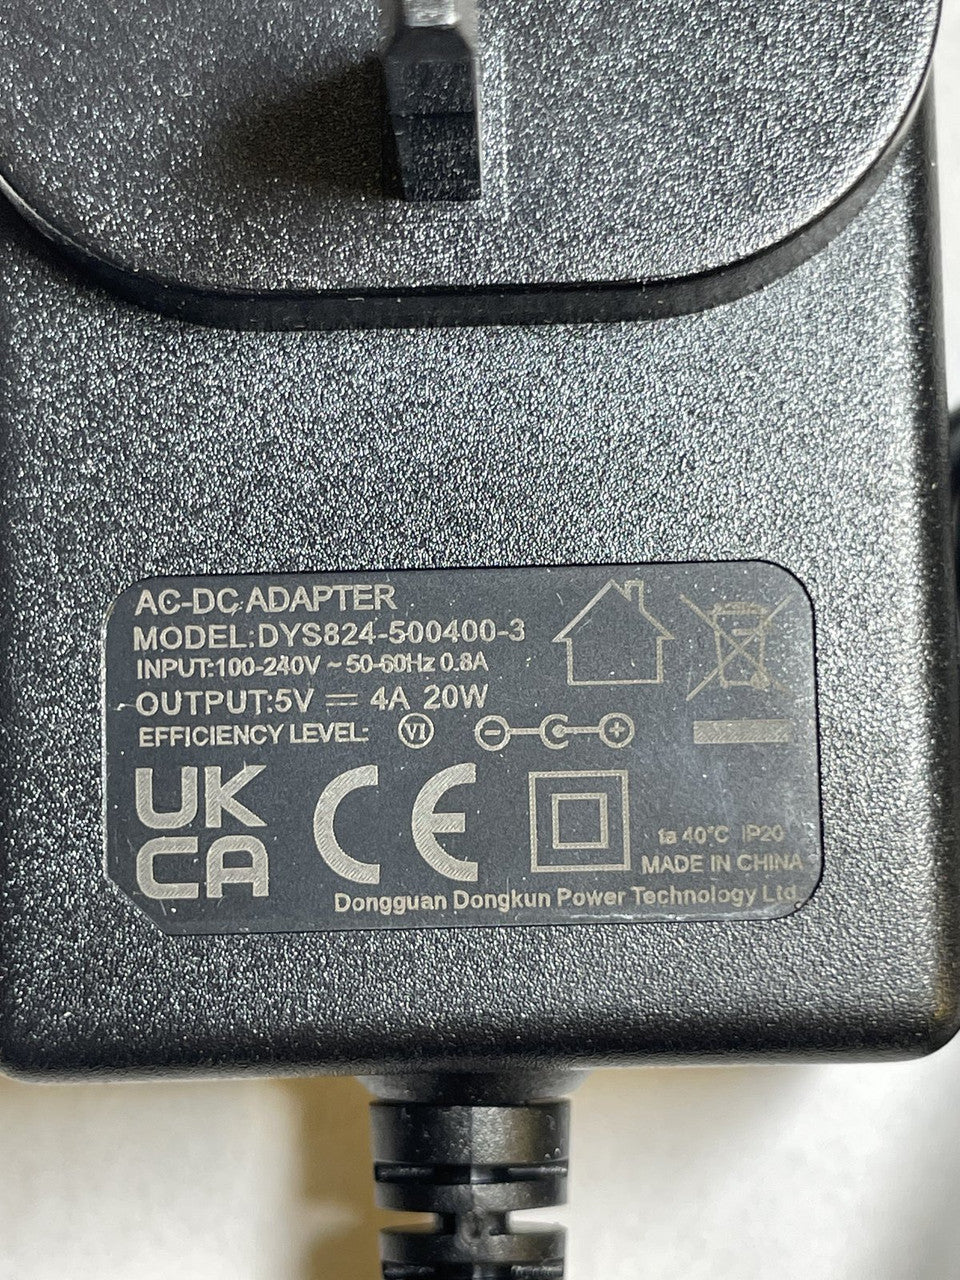 AC-DC ADAPTER
MODEL:DYS824-500400-3
INPUT:100-240V ~ 50-60Hz 0.8A
OUTPUT:5V ⎓ 4A 20W
EFFICIENCY LEVEL: VI
UK
CA
CE
ta 40°C IP20
MADE IN CHINA
Dongguan Dongkun Power Technology Ltd.